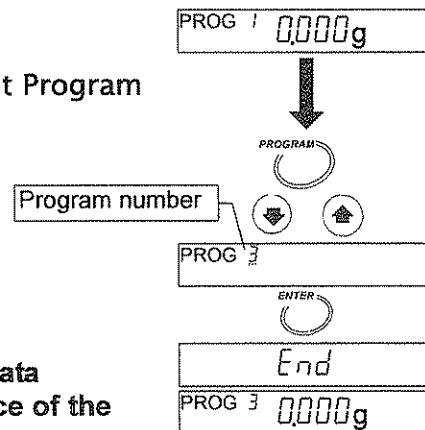 PROG 1 0.000g
t Program
PROGRAM
Program number
PROG 3
ENTER
End
ata
ce of the
PROG 3 0.000g